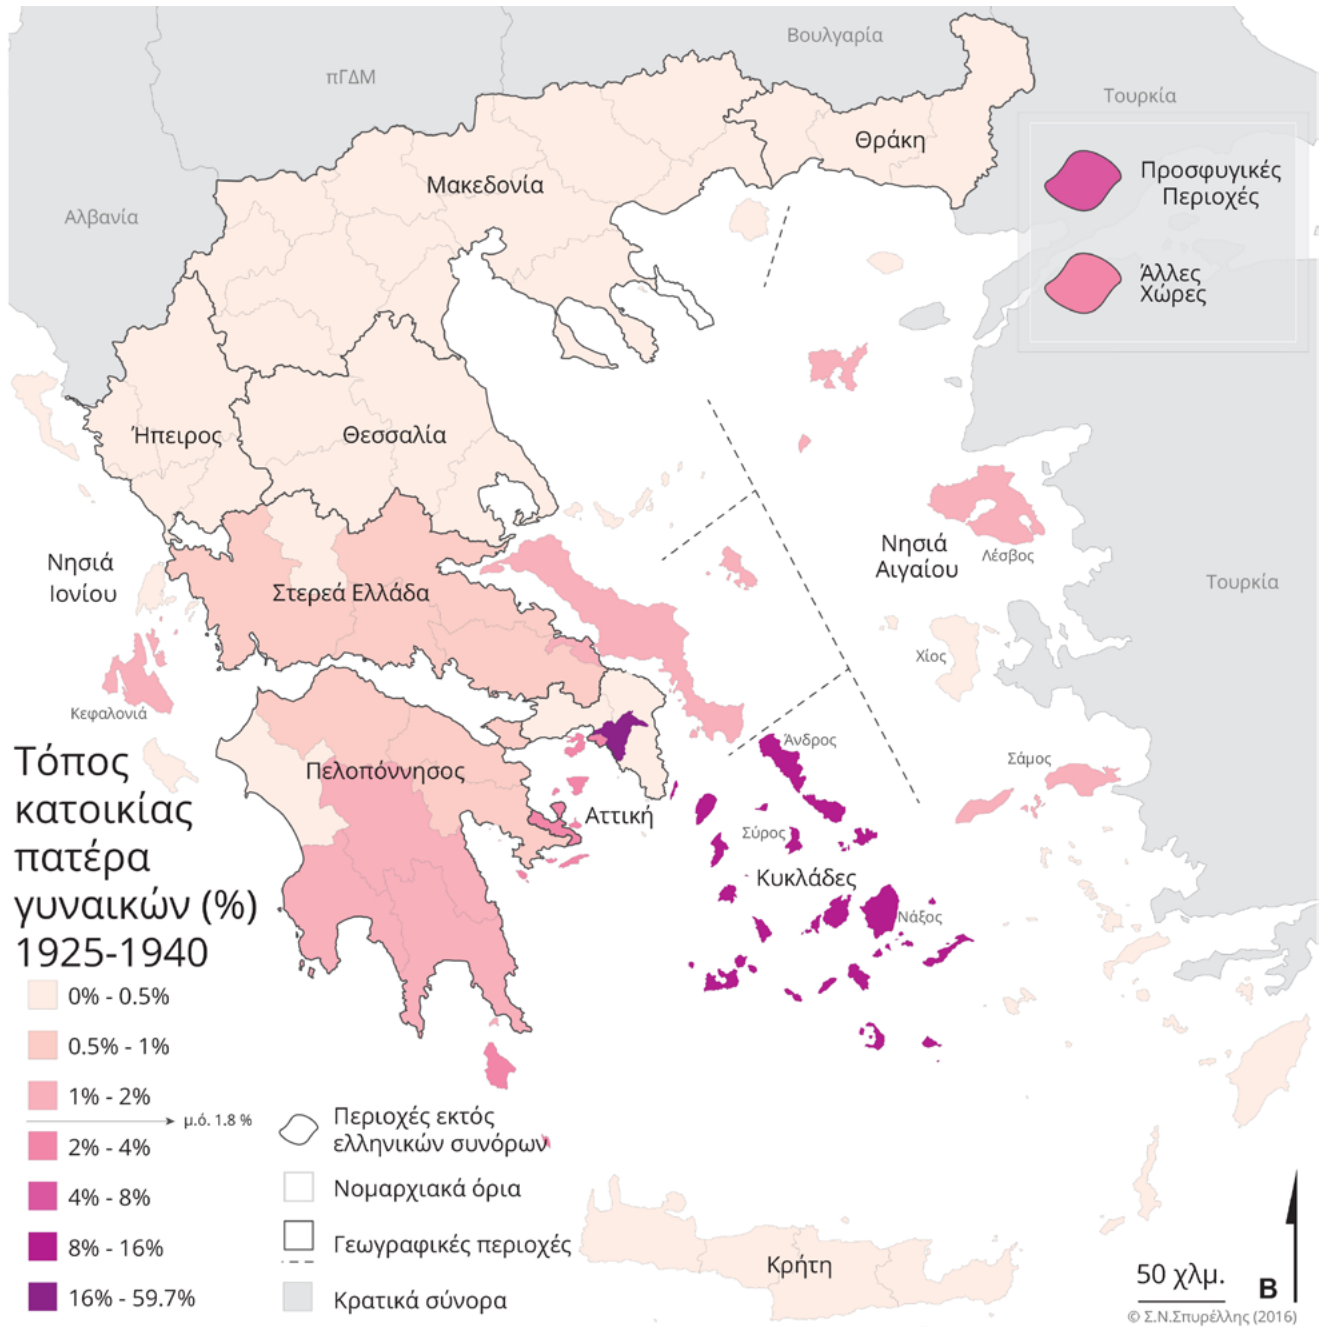 Βουλγαρία
πΓΔΜ
Τουρκία
Θράκη
Μακεδονία
Προσφυγικές
Περιοχές
Αλβανία
Άλλες
Χώρες
Ήπειρος
Θεσσαλία
Νησιά
Ιονίου
Στερεά Ελλάδα
Νησιά
Αιγαίου
Λέσβος
Τουρκία
Χίος
Κεφαλονιά
Άνδρος
Σάμος
Πελοπόννησος
Αττική
Σύρος
Κυκλάδες
Νάξος
Τόπος
κατοικίας
πατέρα
γυναικών (%)
1925-1940
0% - 0.5%
0.5% - 1%
1% - 2%
μ.ό. 1.8 %
2% - 4%
4% - 8%
8% - 16%
16% - 59.7%
Περιοχές εκτός
ελληνικών συνόρων
Νομαρχιακά όρια
Γεωγραφικές περιοχές
Κρατικά σύνορα
Κρήτη
50 χλμ.
Β
© Σ.Ν.Σπυρέλλης (2016)